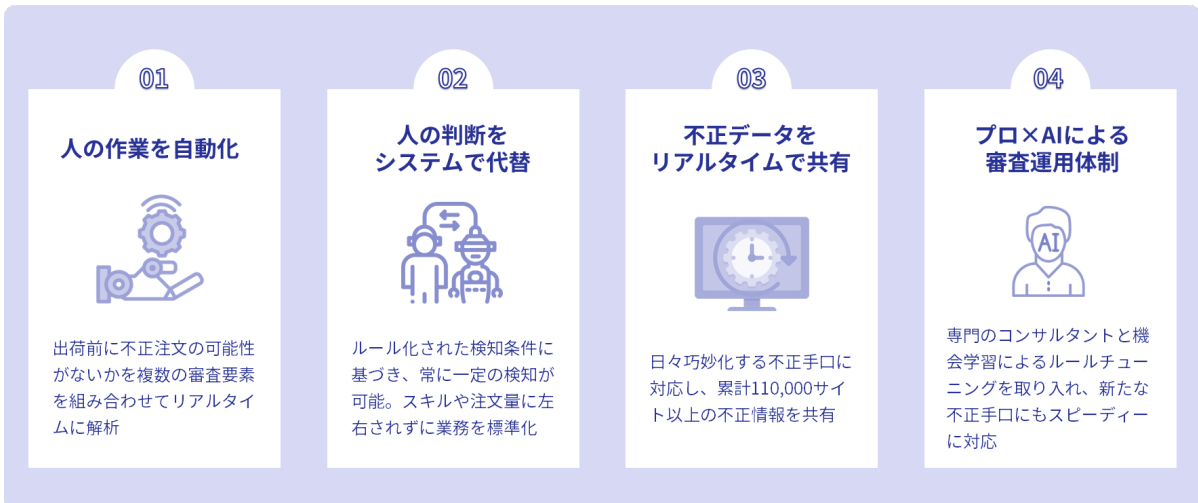 01
人の作業を自動化
出荷前に不正注文の可能性
がないかを複数の審査要素
を組み合わせてリアルタイ
ムに解析
02
人の判断を
システムで代替
ルール化された検知条件に
基づき、常に一定の検知が
可能。スキルや注文量に左
右されずに業務を標準化
03
不正データを
リアルタイムで共有
日々巧妙化する不正手口に
対応し、累計110,000サイ
ト以上の不正情報を共有
04
プロ×AIによる
審査運用体制
AI
専門のコンサルタントと機
会学習によるルールチュー
ニングを取り入れ、新たな
不正手口にもスピーディー
に対応